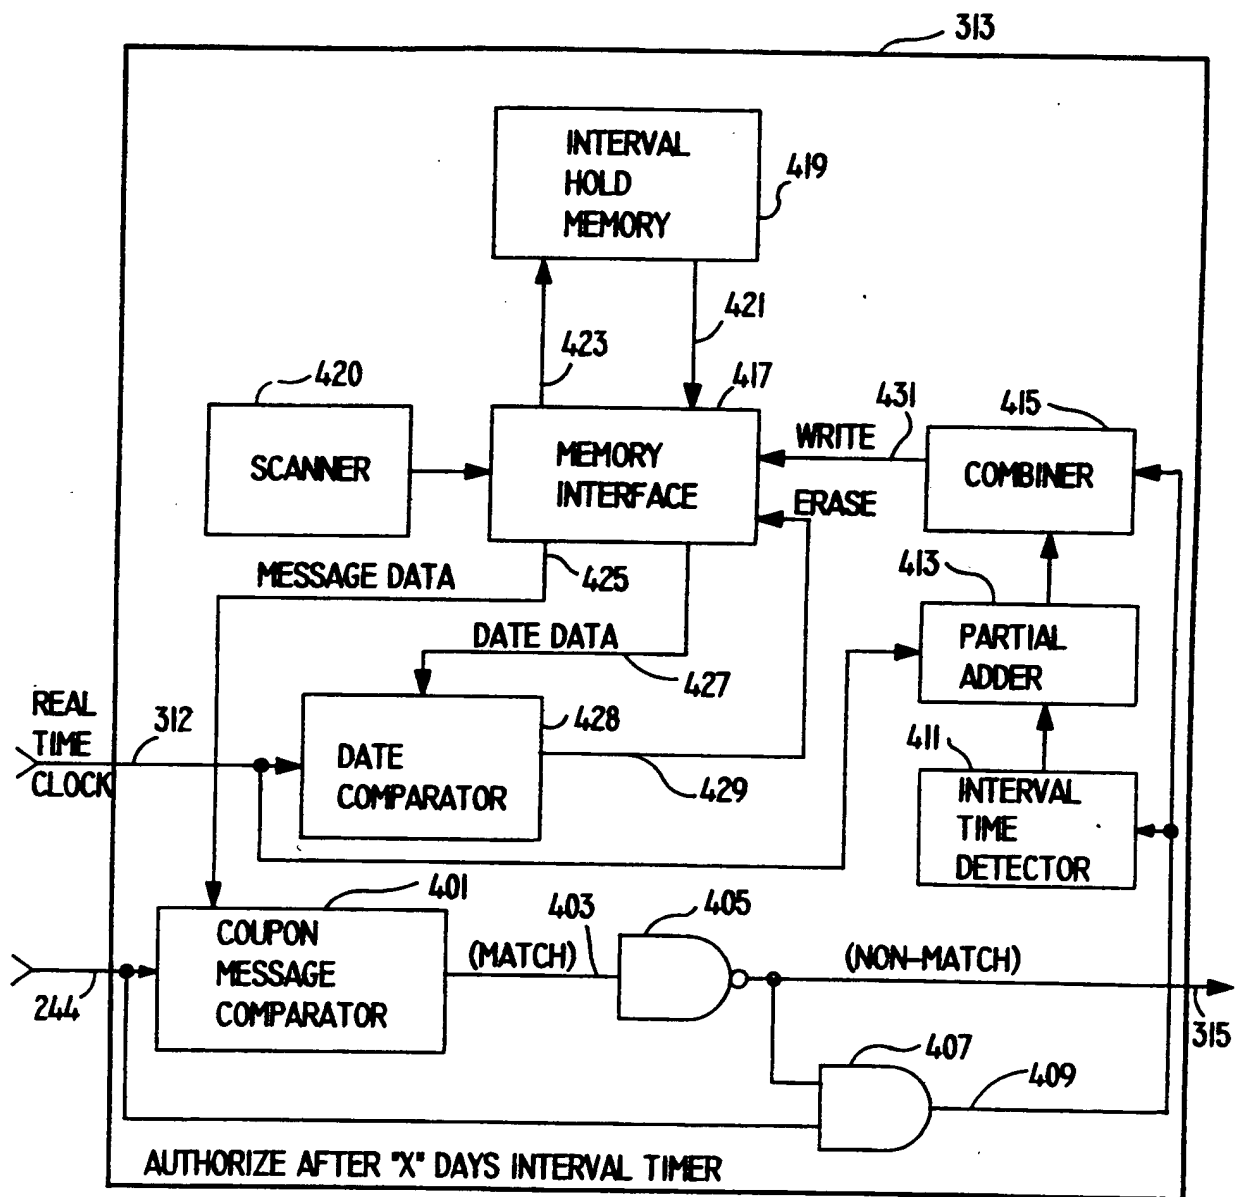 313
INTERVAL
HOLD
MEMORY
419
423
421
420
417
431
415
SCANNER
MEMORY
INTERFACE
WRITE
ERASE
COMBINER
MESSAGE DATA
425
413
DATE DATA
427
PARTIAL
ADDER
REAL
TIME
CLOCK
312
428
DATE
COMPARATOR
429
411
INTERVAL
TIME
DETECTOR
401
403
405
COUPON
MESSAGE
COMPARATOR
(MATCH)
(NON-MATCH)
244
315
407
409
AUTHORIZE AFTER "X" DAYS INTERVAL TIMER